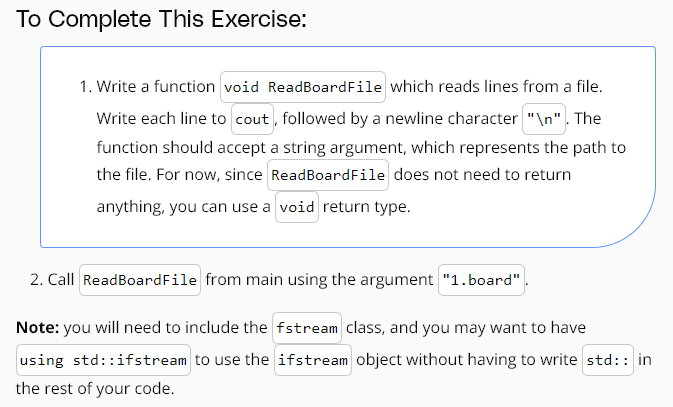 To Complete This Exercise:
1. Write a function void ReadBoardFile which reads lines from a file.
Write each line to cout, followed by a newline character "\n". The
function should accept a string argument, which represents the path to
the file. For now, since ReadBoardFile does not need to return
anything, you can use a void return type.
2. Call ReadBoardFile from main using the argument "1.board".
Note: you will need to include the fstream class, and you may want to have
using std::ifstream to use the ifstream object without having to write std:: in
the rest of your code.